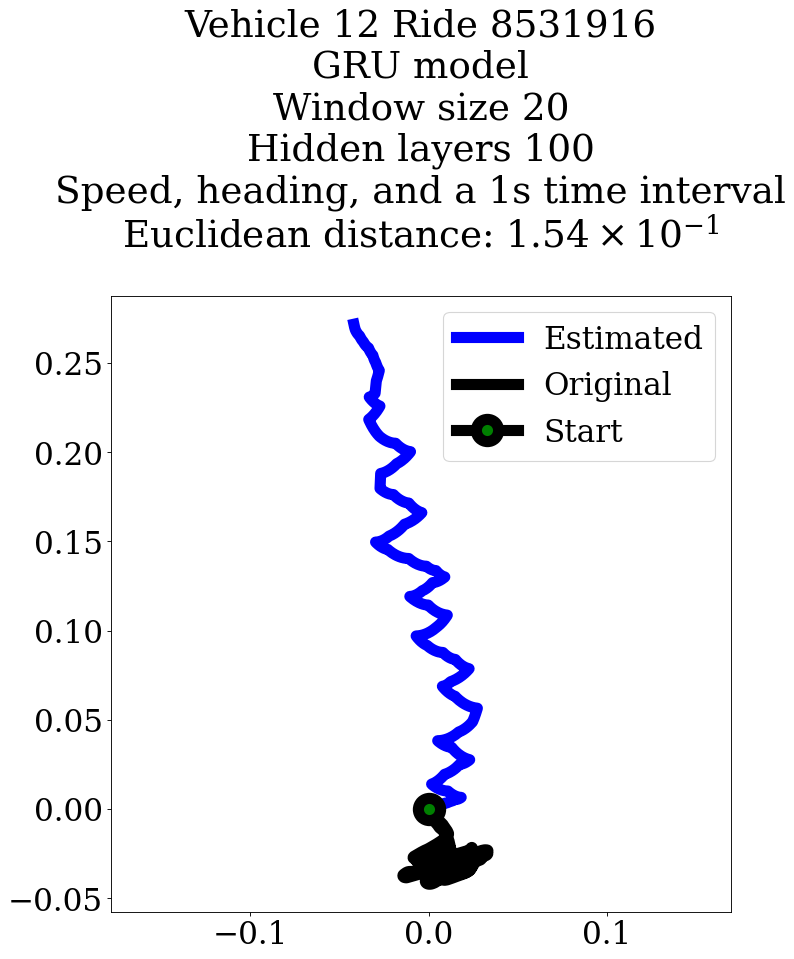 Vehicle 12 Ride 8531916
GRU model
Window size 20
Hidden layers 100
Speed, heading, and a 1s time interval
Euclidean distance: 1.54 × 10⁻¹
Estimated
Original
Start
0.25
0.20
0.15
0.10
0.05
0.00
−0.05
−0.1
0.0
0.1